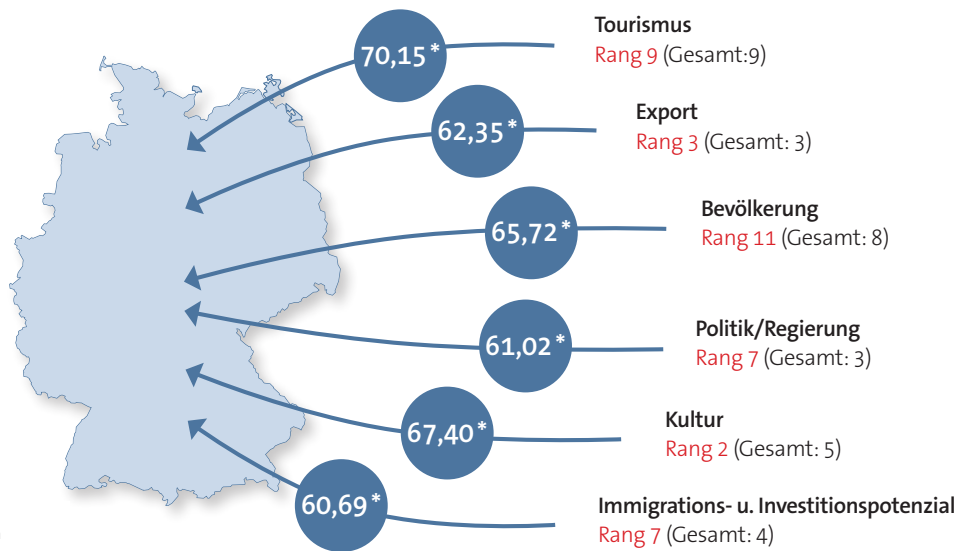 70,15*
Tourismus
Rang 9 (Gesamt:9)
62,35*
Export
Rang 3 (Gesamt: 3)
65,72*
Bevölkerung
Rang 11 (Gesamt: 8)
61,02*
Politik/Regierung
Rang 7 (Gesamt: 3)
67,40*
Kultur
Rang 2 (Gesamt: 5)
60,69*
Immigrations- u. Investitionspotenzial
Rang 7 (Gesamt: 4)